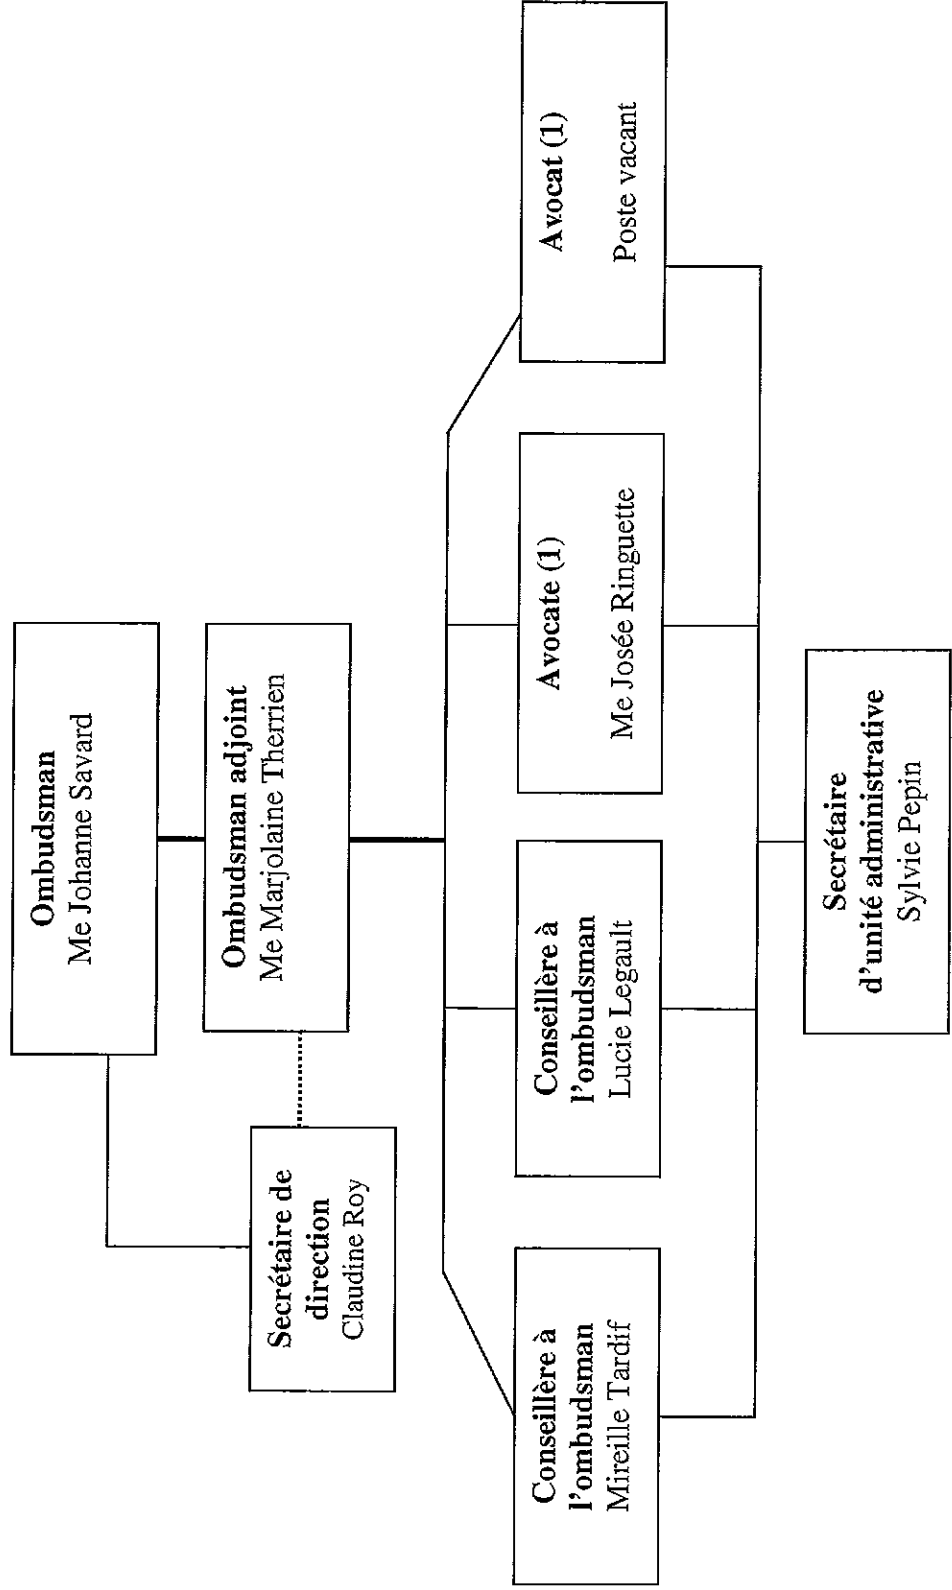 Ombudsman
Me Johanne Savard
Ombudsman adjoint
Me Marjolaine Therrien
Secrétaire de
direction
Claudine Roy
Conseillère à
l'ombudsman
Mireille Tardif
Conseillère à
l'ombudsman
Lucie Legault
Avocate (1)
Me Josée Ringuette
Avocat (1)
Poste vacant
Secrétaire
d'unité administrative
Sylvie Pepin